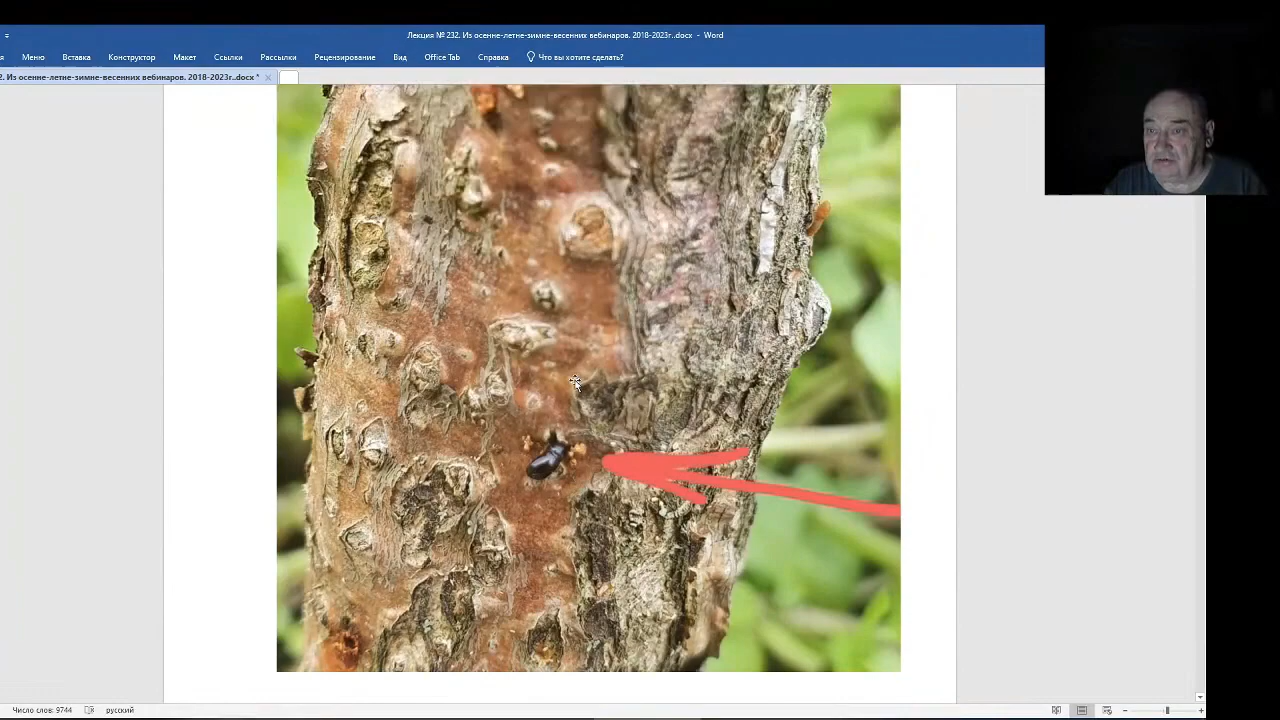 Лекция № 232. Из осенне-летне-зимне-весенних вебинаров. 2018-2023г..docx - Word
я Меню Вставка Конструктор Макет Ссылки Рассылки Рецензирование Вид Office Tab Справка Что вы хотите сделать?
2. Из осенне-летне-зимне-весенних вебинаров. 2018-2023г..docx *
Число слов: 9744 русский